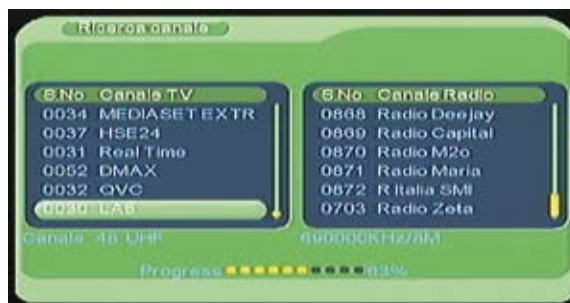 Ricerca canale
S.No Canale TV
0034 MEDIASET EXTR
0037 HSE24
0031 Real Time
0052 DMAX
0032 QVC
S.No Canale Radio
0868 Radio Deejay
0869 Radio Capital
0870 Radio M2o
0871 Radio Maria
0872 R Italia SMI
0703 Radio Zeta
Canale 48 UHF
690000KHz/8M
Progress 63%